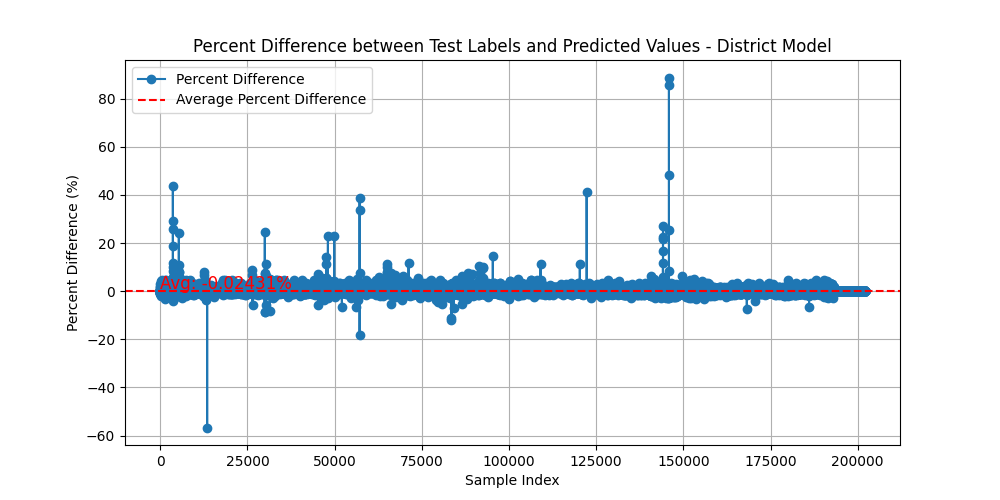 Percent Difference between Test Labels and Predicted Values - District Model
Percent Difference
Average Percent Difference
Percent Difference (%)
80
60
40
20
0
−20
−40
−60
Avg: -0.02431%
0
25000
50000
75000
100000
125000
150000
175000
200000
Sample Index